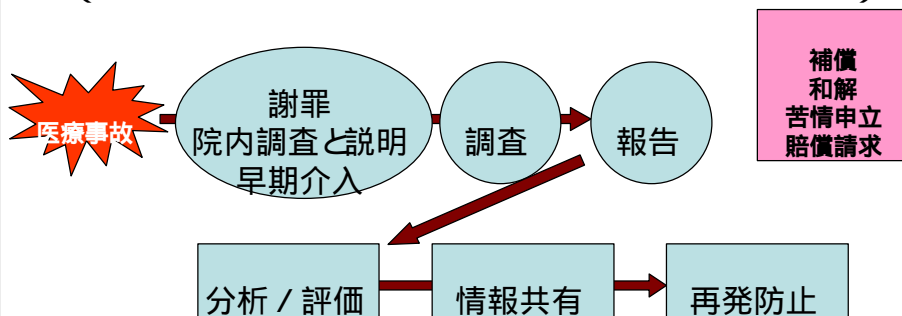 補償
和解
苦情申立
賠償請求
医療事故
謝罪
院内調査と説明
早期介入
調査
報告
分析 / 評価
情報共有
再発防止